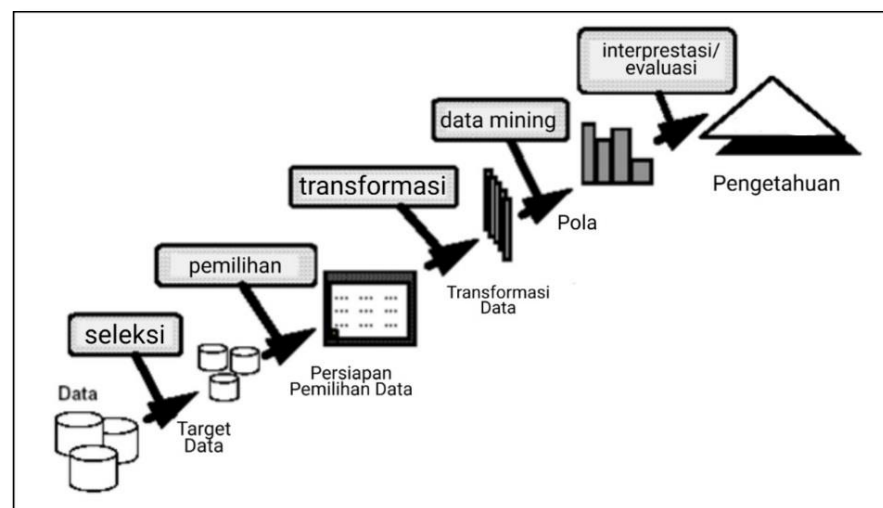 interprestasi/
evaluasi
data mining
Pengetahuan
transformasi
Pola
pemilihan
Transformasi
Data
seleksi
Persiapan
Pemilihan Data
Data
Target
Data